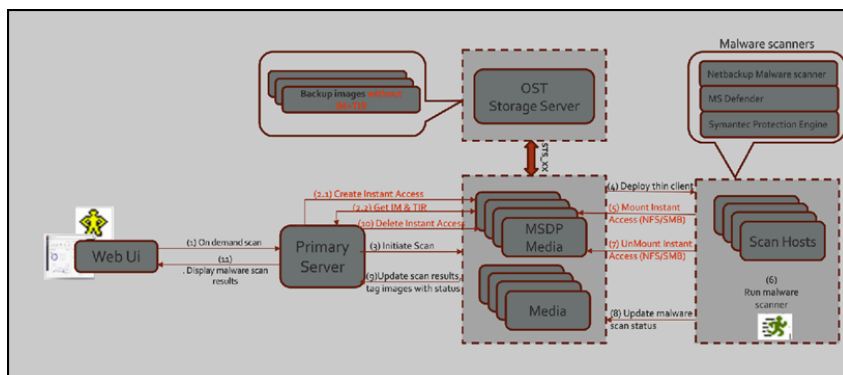 Malware scanners
Netbackup Malware scanner
MS Defender
Symantec Protection Engine
Backup images without
IM+TIR
OST
Storage Server
STS_XX
(2.1) Create Instant Access
(2.2) Get IM & TIR
(10) Delete Instant Access
(4) Deploy thin client
(5) Mount Instant
Access (NFS/SMB)
MSDP
Media
(7) UnMount Instant
Access (NFS/SMB)
Scan Hosts
(1) On demand scan
Web Ui
Primary
Server
(3) Initiate Scan
(11)
. Display malware scan
results
(9)Update scan results,
tag images with status
Media
(6)
Run malware
scanner
(8) Update malware
scan status